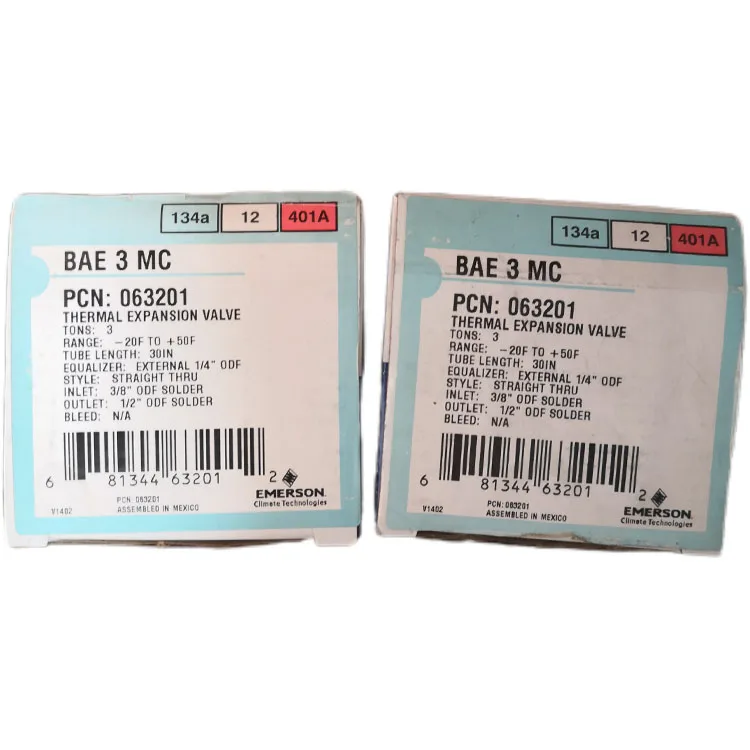 134a 12 401A
BAE 3 MC
PCN: 063201
THERMAL EXPANSION VALVE
TONS: 3
RANGE: -20F TO +50F
TUBE LENGTH: 30IN
EQUALIZER: EXTERNAL 1/4" ODF
STYLE: STRAIGHT THRU
INLET: 3/8" ODF SOLDER
OUTLET: 1/2" ODF SOLDER
BLEED: N/A
6 81344 63201 2
PCN: 063201
V1402 ASSEMBLED IN MEXICO
EMERSON
Climate Technologies
134a 12 401A
BAE 3 MC
PCN: 063201
THERMAL EXPANSION VALVE
TONS: 3
RANGE: -20F TO +50F
TUBE LENGTH: 30IN
EQUALIZER: EXTERNAL 1/4" ODF
STYLE: STRAIGHT THRU
INLET: 3/8" ODF SOLDER
OUTLET: 1/2" ODF SOLDER
BLEED: N/A
6 81344 63201 2
PCN: 063201
V1402 ASSEMBLED IN MEXICO
EMERSON
Climate Technologies